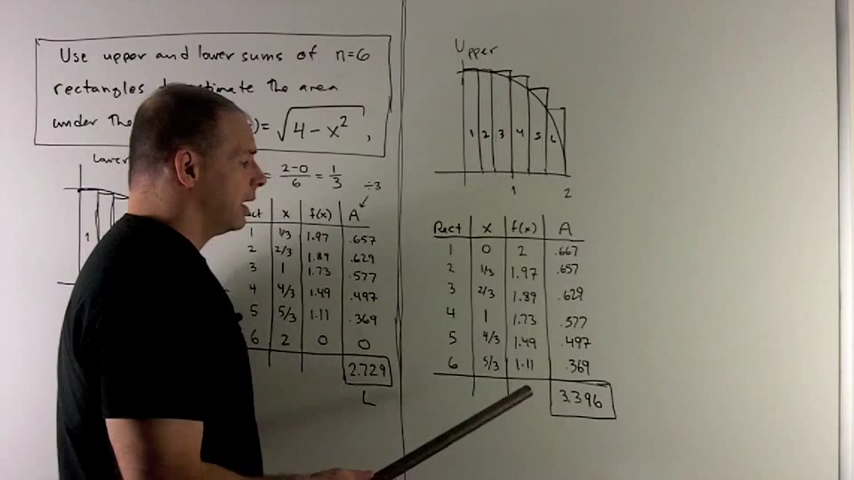 Use upper and lower sums of n=6
rectangles the area
under the )= √4 – x²,
Lower
= 2-0/6 = 1/3
÷3
x f(x) A
1 1/3 1.97 .657
2 2/3 1.89 .629
3 1 1.73 .577
4 4/3 1.49 .497
5 5/3 1.11 .369
6 2 0 0
2.729
L
1
Upper
1 2 3 4 5 6
1 2
Rect x f(x) A
1 0 2 .667
2 1/3 1.97 .657
3 2/3 1.89 .629
4 1 1.73 .577
5 4/3 1.49 .497
6 5/3 1.11 .369
3.396